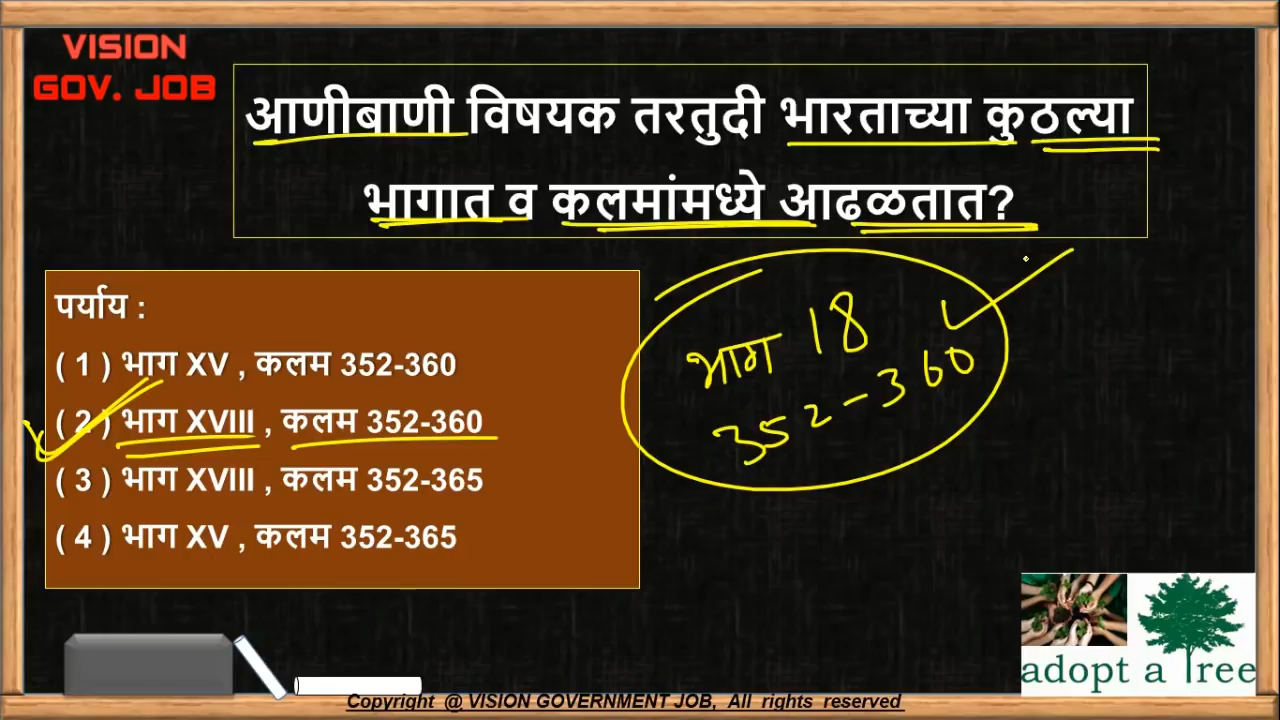 VISION
GOV. JOB
आणीबाणी विषयक तरतुदी भारताच्या कुठल्या
भागात व कलमांमध्ये आढळतात?
पर्याय :
( 1 ) भाग XV , कलम 352-360
( 2 ) भाग XVIII , कलम 352-360
( 3 ) भाग XVIII , कलम 352-365
( 4 ) भाग XV , कलम 352-365
भाग 18
352-360
adopt a Tree
Copyright @ VISION GOVERNMENT JOB, All rights reserved